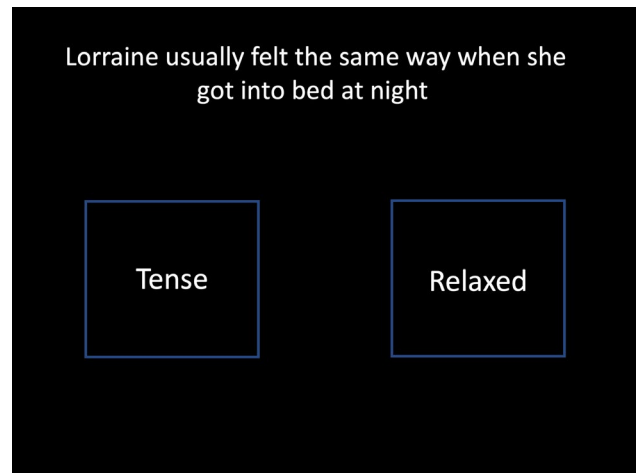 Lorraine usually felt the same way when she
got into bed at night
Tense
Relaxed